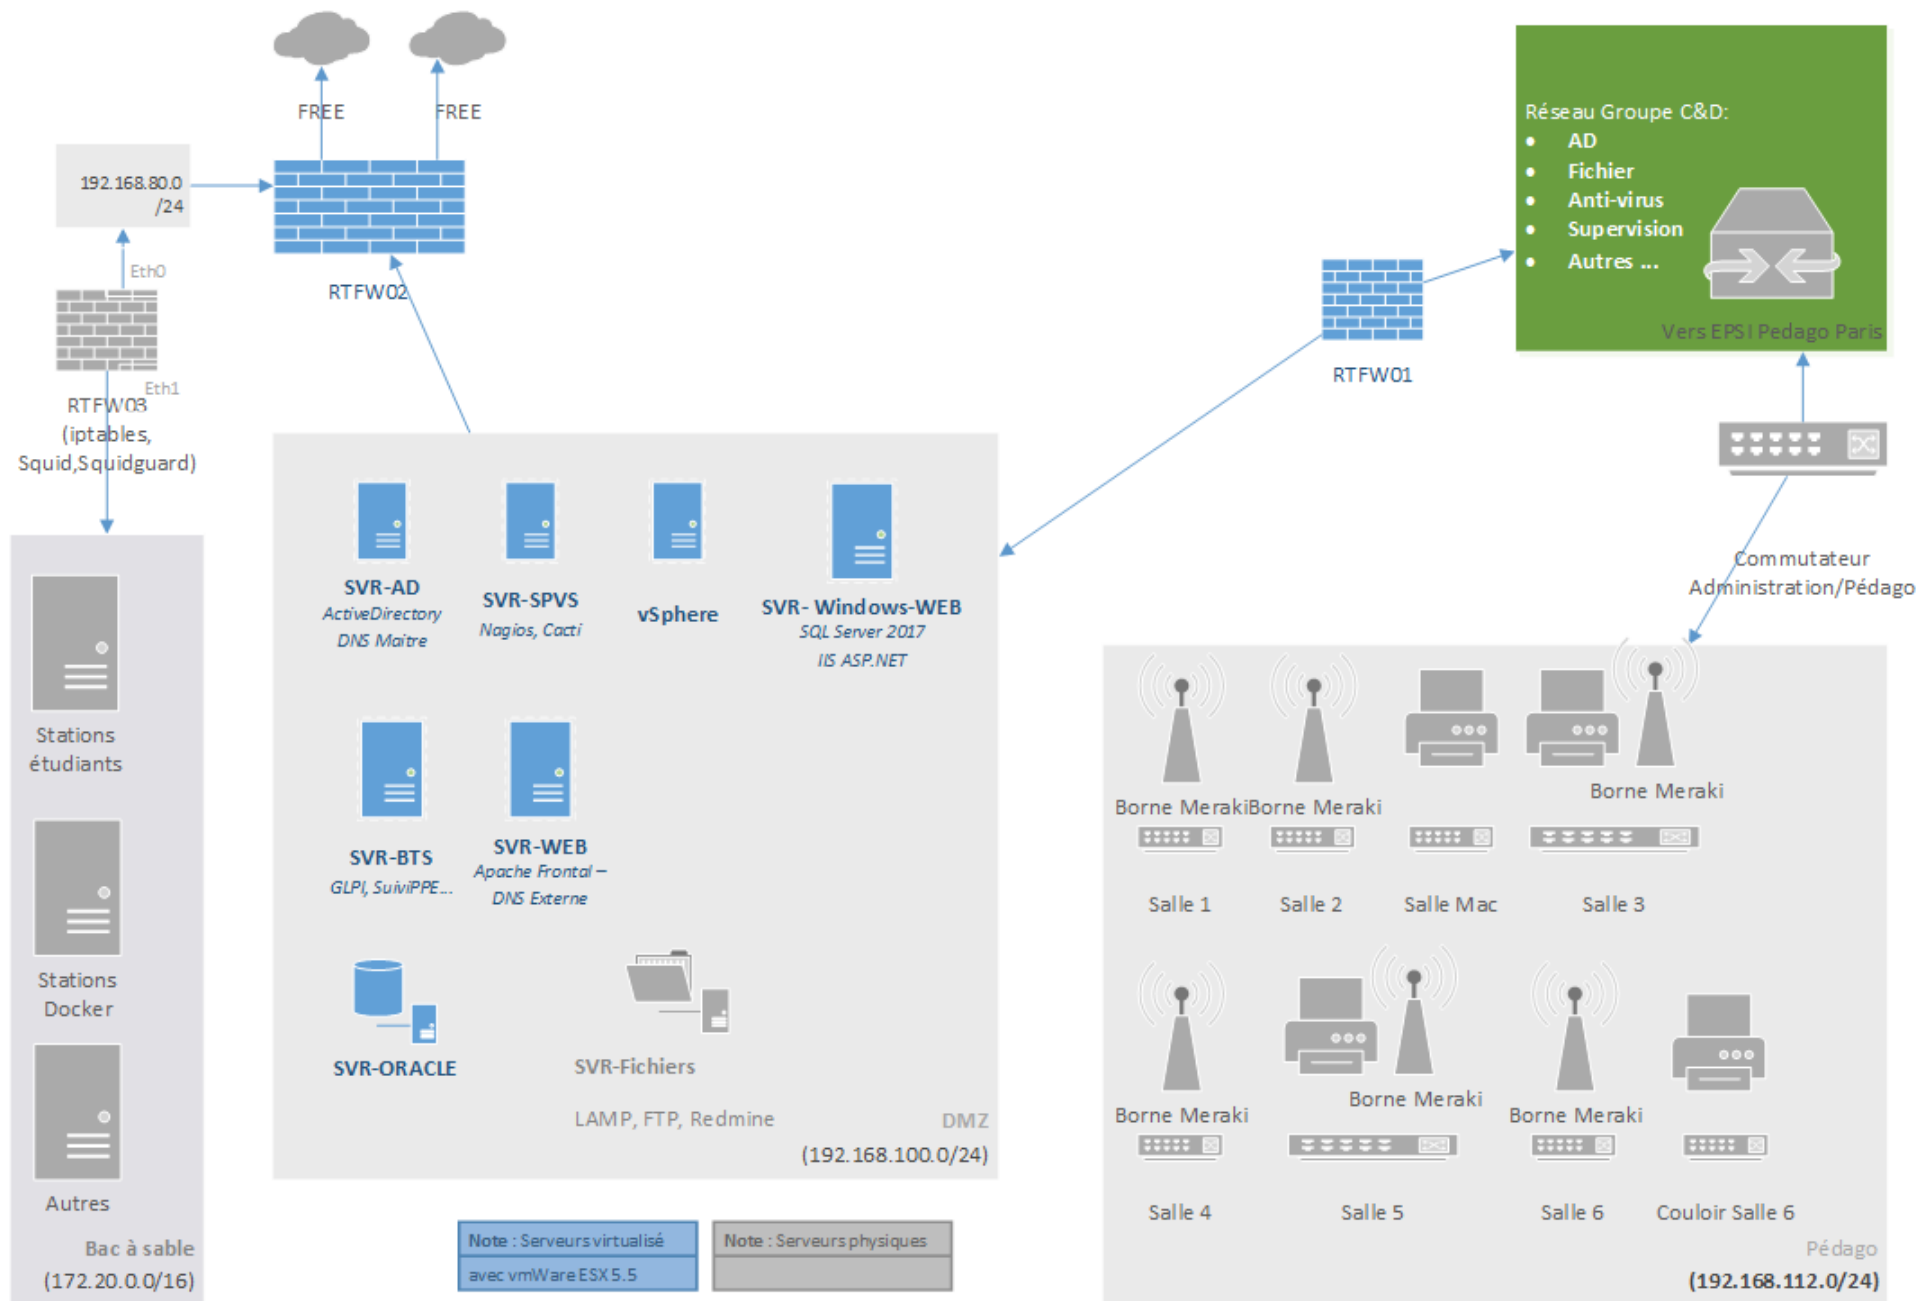 FREE
FREE
192.168.80.0
/24
Eth0
RTFW02
Eth1
RTFW03
(iptables,
Squid,Squidguard)
Réseau Groupe C&D:
• AD
• Fichier
• Anti-virus
• Supervision
• Autres ...
Vers EPSI Pedago Paris
RTFW01
Commutateur
Administration/Pédago
Stations
étudiants
Stations
Docker
Autres
Bac à sable
(172.20.0.0/16)
SVR-AD
ActiveDirectory
DNS Maitre
SVR-SPVS
Nagios, Cacti
vSphere
SVR- Windows-WEB
SQL Server 2017
IIS ASP.NET
SVR-BTS
GLPI, SuiviPPE...
SVR-WEB
Apache Frontal –
DNS Externe
SVR-ORACLE
SVR-Fichiers
LAMP, FTP, Redmine
DMZ
(192.168.100.0/24)
Note : Serveurs virtualisé
avec vmWare ESX 5.5
Note : Serveurs physiques
Borne Meraki
Borne Meraki
Borne Meraki
Salle 1
Salle 2
Salle Mac
Salle 3
Borne Meraki
Borne Meraki
Borne Meraki
Salle 4
Salle 5
Salle 6
Couloir Salle 6
Pédago
(192.168.112.0/24)